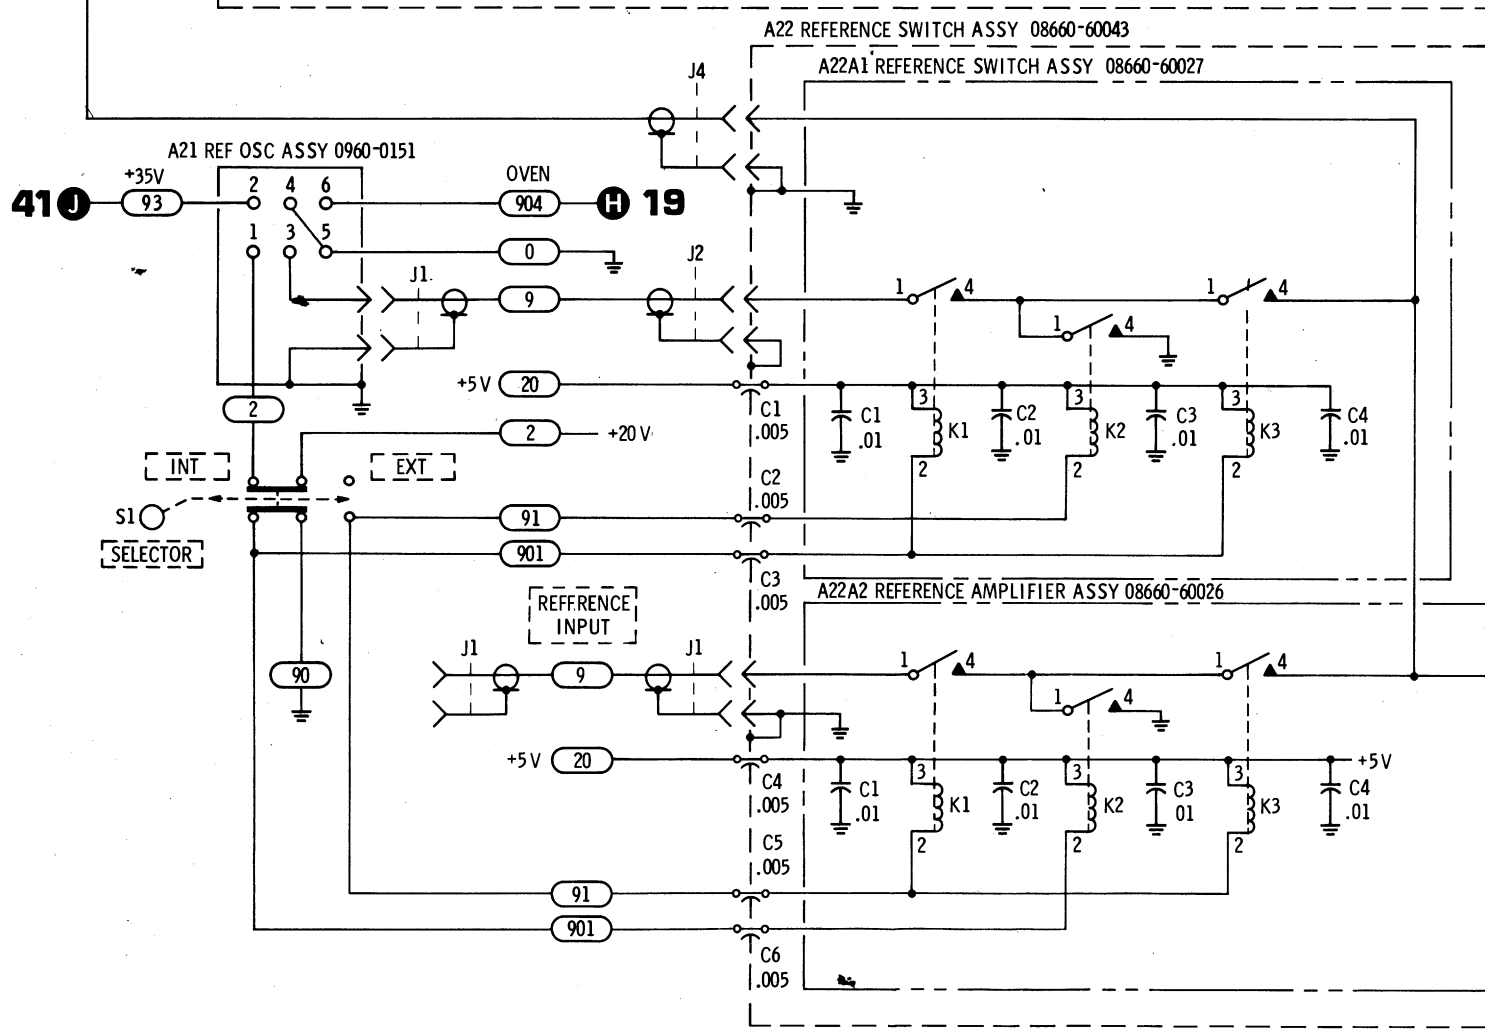 A22 REFERENCE SWITCH ASSY 08660-60043
A22A1 REFERENCE SWITCH ASSY 08660-60027
J4
A21 REF OSC ASSY 0960-0151
+35V
41 J
93
2 4 6
OVEN
904
H 19
1 3 5
0
J1
9
J2
1 4
1 4
1 4
+5V
20
C1
.005
C1
.01
3
K1
2
C2
.01
3
K2
2
C3
.01
3
K3
2
C4
.01
2
2
+20V
INT
EXT
C2
.005
S1
SELECTOR
91
901
C3
.005
A22A2 REFERENCE AMPLIFIER ASSY 08660-60026
REFERENCE
INPUT
J1
9
J1
1 4
1 4
1 4
90
+5V
20
C4
.005
C1
.01
3
K1
2
C2
.01
3
K2
2
C3
01
3
K3
2
C4
.01
+5V
C5
.005
91
901
C6
.005